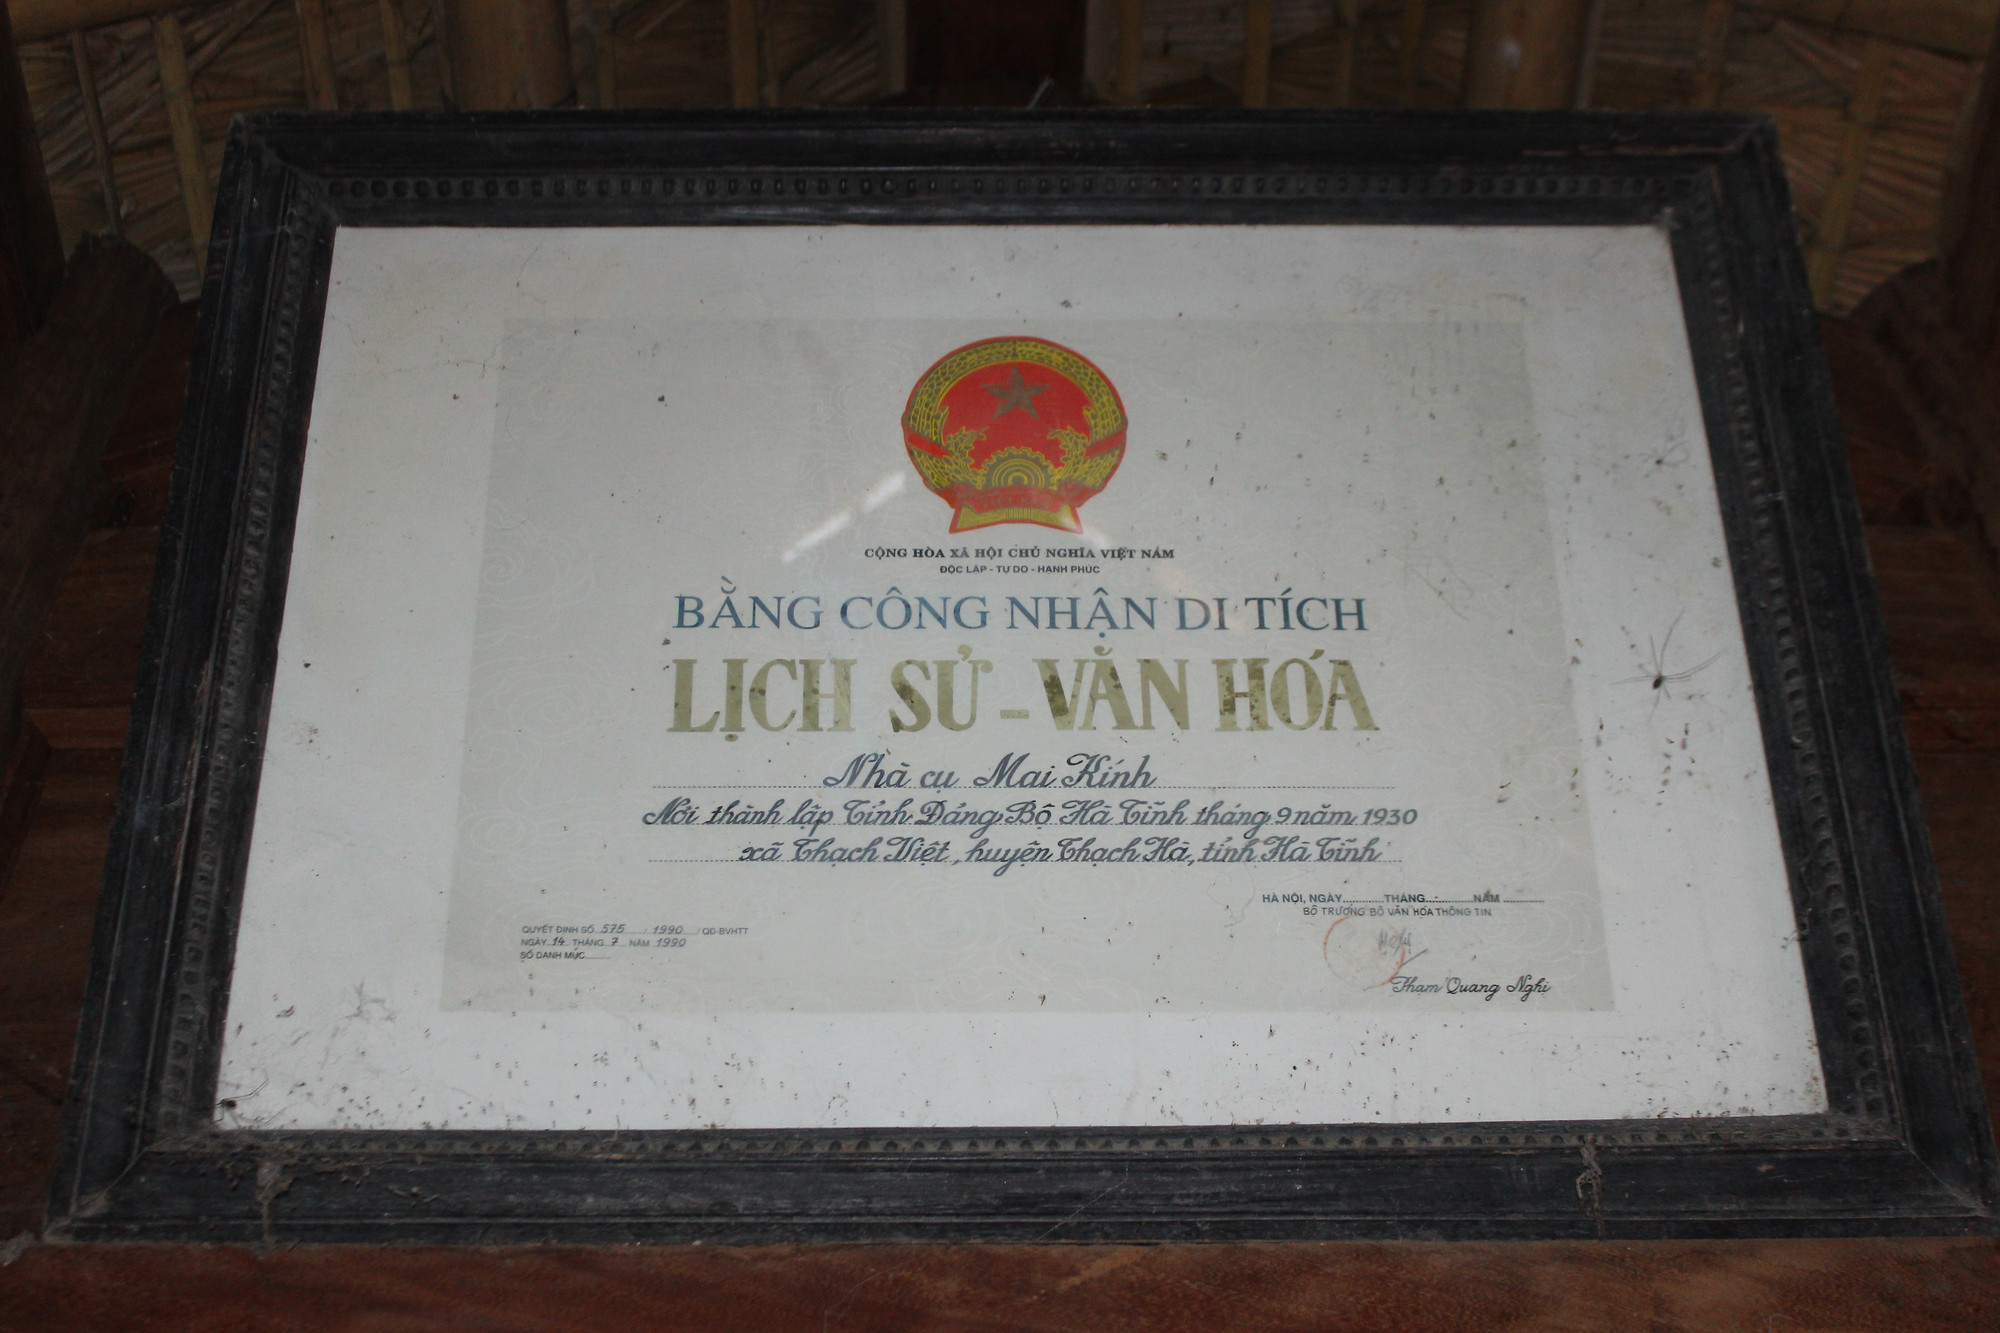 CỘNG HÒA XÃ HỘI CHỦ NGHĨA VIỆT NAM
ĐỘC LẬP - TỰ DO - HẠNH PHÚC
BẰNG CÔNG NHẬN DI TÍCH
LỊCH SỬ - VĂN HÓA
Nhà cụ Mai Kính
Nơi thành lập Tỉnh Đảng Bộ Hà Tĩnh tháng 9 năm 1930
xã Thạch Việt, huyện Thạch Hà, tỉnh Hà Tĩnh
HÀ NỘI, NGÀY............THÁNG............NĂM............
BỘ TRƯỞNG BỘ VĂN HÓA THÔNG TIN
QUYẾT ĐỊNH SỐ 575 / 1990 / QD-BVHTT
NGÀY 14 THÁNG 7 NĂM 1990
SỐ DANH MỤC........
Phạm Quang Nghị